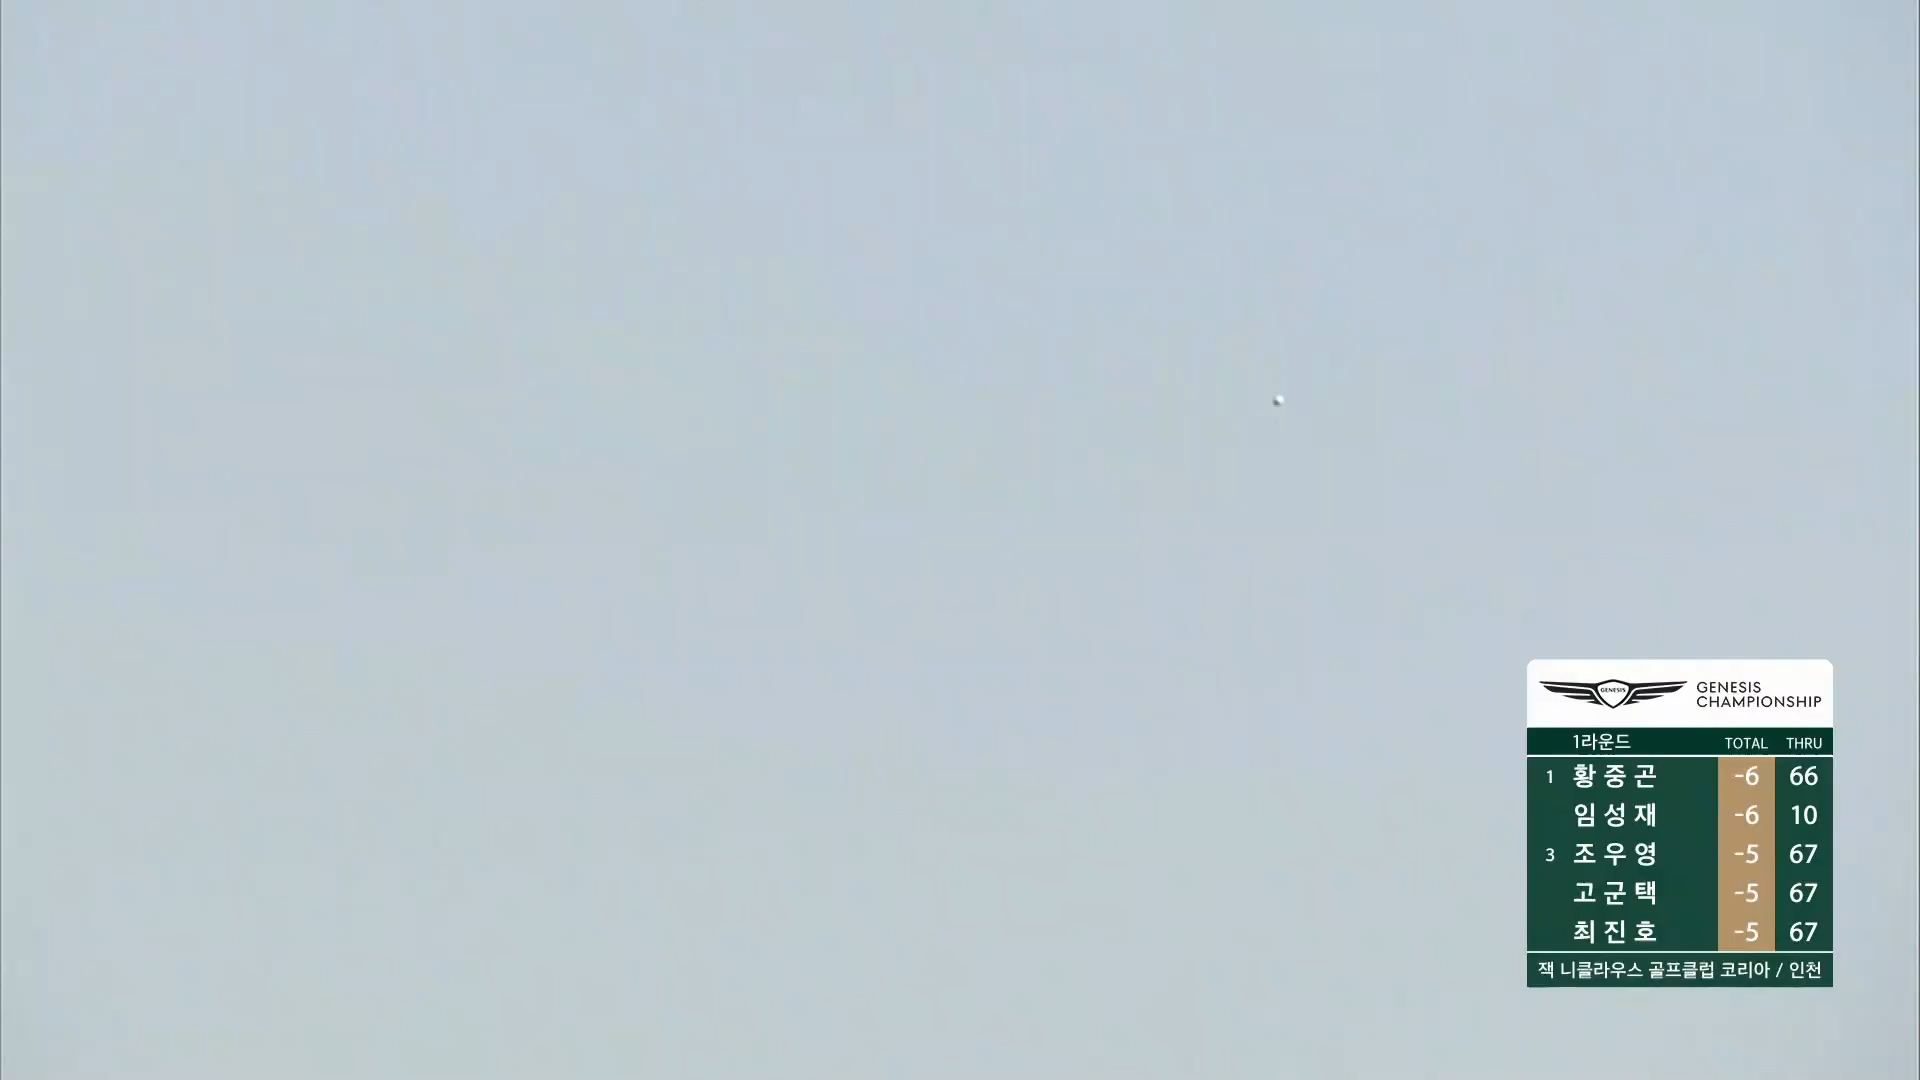 GENESIS
GENESIS
CHAMPIONSHIP
1라운드 TOTAL THRU
1 황중곤 -6 66
임성재 -6 10
3 조우영 -5 67
고군택 -5 67
최진호 -5 67
잭 니클라우스 골프클럽 코리아 / 인천